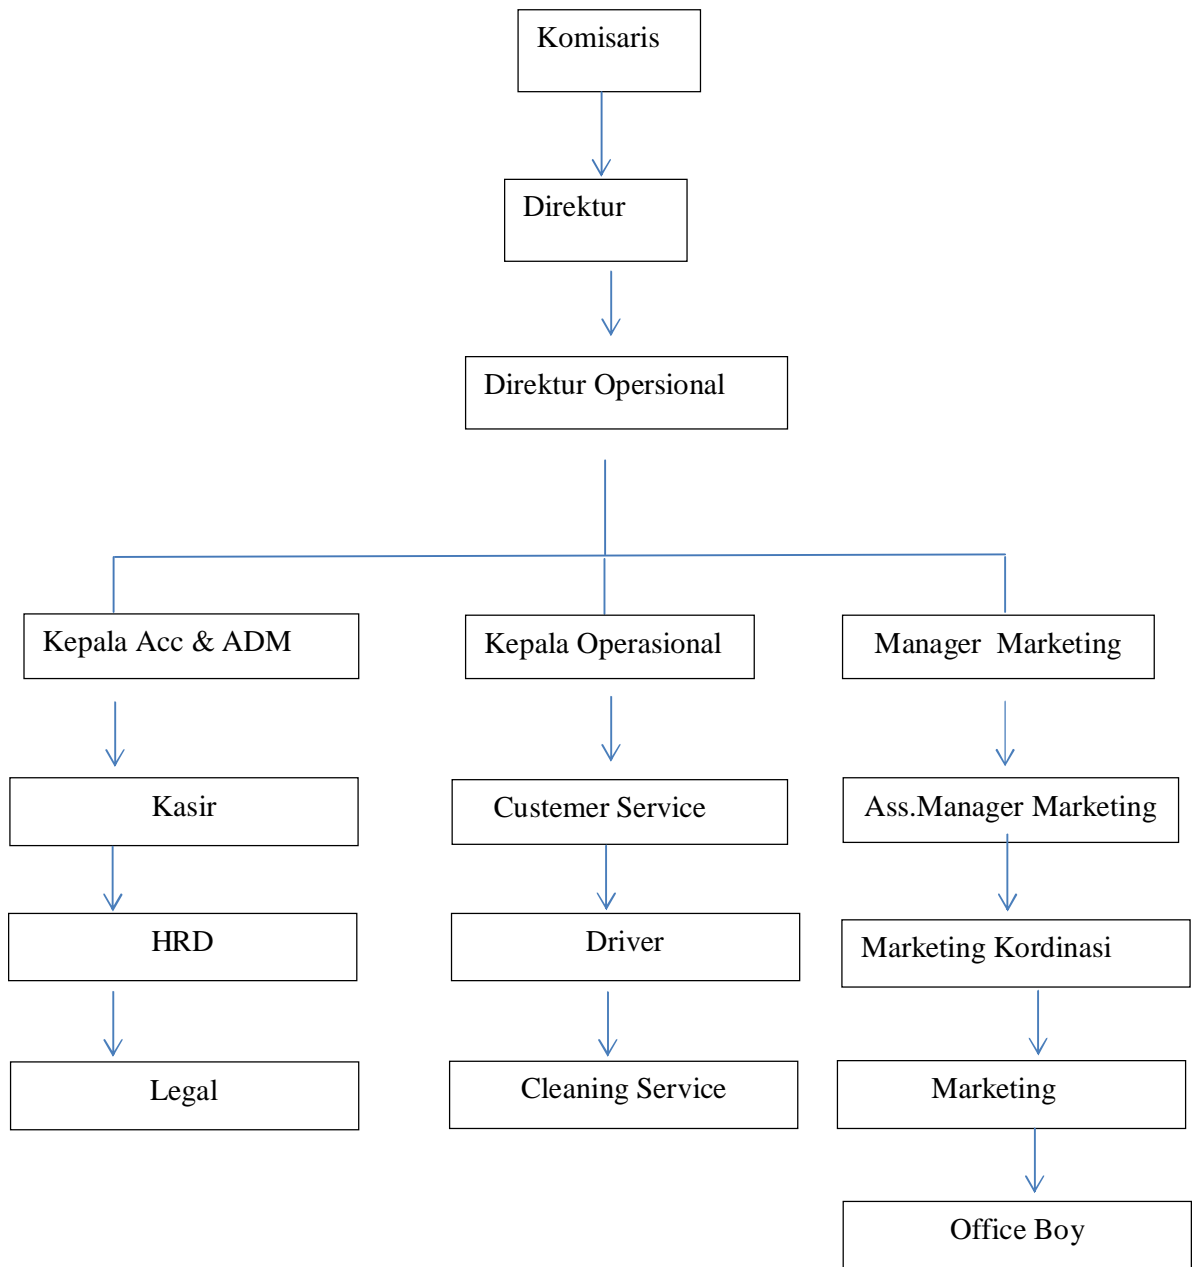 Komisaris
Direktur
Direktur Opersional
Kepala Acc & ADM
Kepala Operasional
Manager Marketing
Kasir
Custemer Service
Ass.Manager Marketing
HRD
Driver
Marketing Kordinasi
Legal
Cleaning Service
Marketing
Office Boy